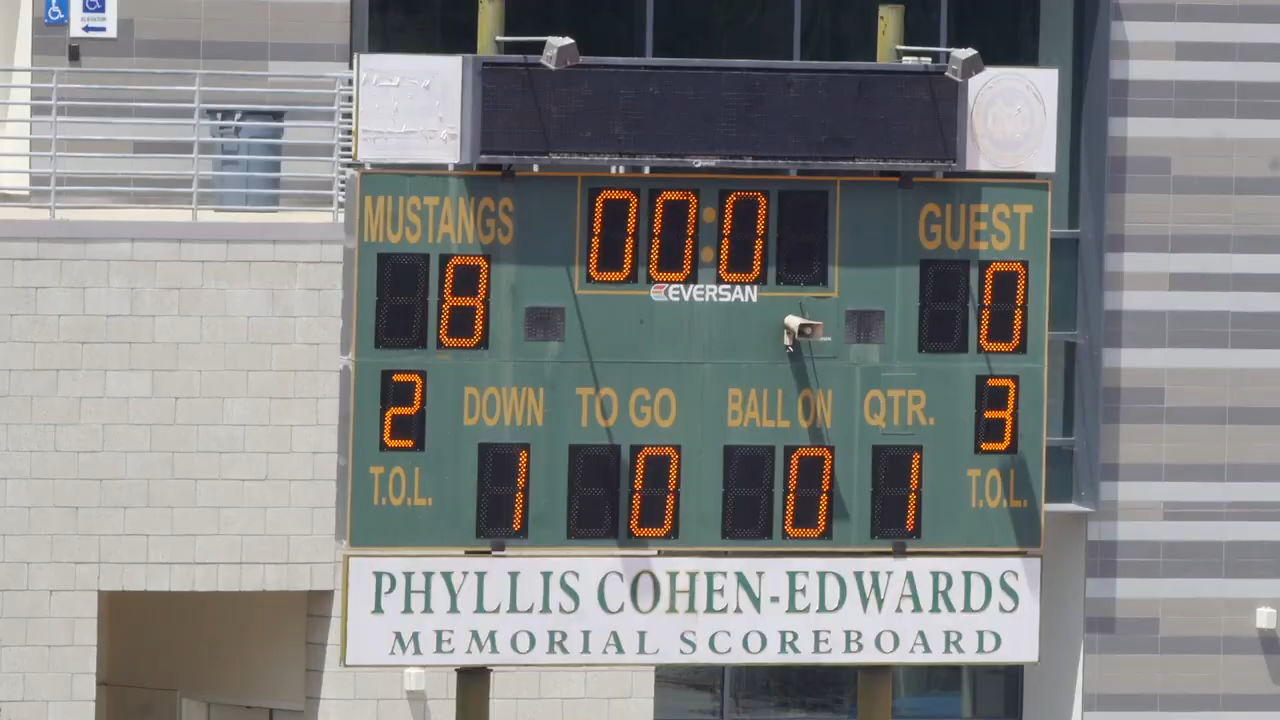 ELEVATOR
MUSTANGS 00:0 GUEST
EVERSAN
8 0
2 DOWN TO GO BALL ON QTR. 3
T.O.L. 1 0 0 1 T.O.L.
PHYLLIS COHEN-EDWARDS
MEMORIAL SCOREBOARD